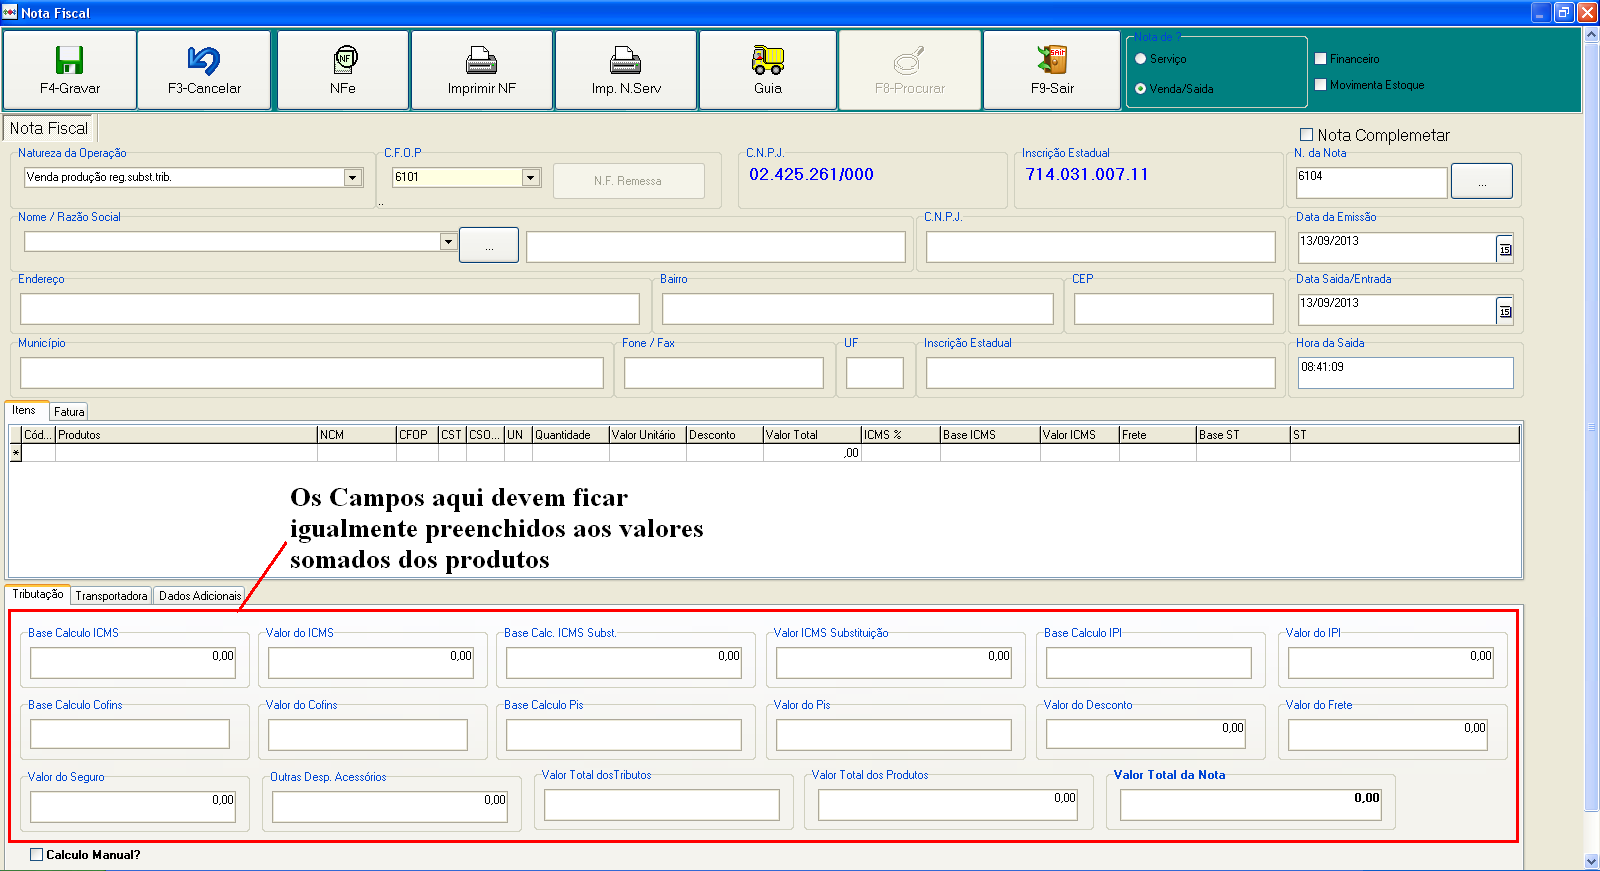 Nota Fiscal
F4-Gravar
F3-Cancelar
NFe
Imprimir NF
Imp. N.Serv
Guia
F8-Procurar
F9-Sair
Nota de ?
Serviço
Venda/Saida
Financeiro
Movimenta Estoque
Nota Fiscal
Nota Complemetar
Natureza da Operação
C.F.O.P
C.N.P.J.
Inscrição Estadual
N. da Nota
Venda produção reg.subst.trib.
6101
N.F. Remessa
02.425.261/000
714.031.007.11
6104
...
..
Nome / Razão Social
C.N.P.J.
Data da Emissão
...
13/09/2013
15
Endereço
Bairro
CEP
Data Saida/Entrada
13/09/2013
15
Município
Fone / Fax
UF
Inscrição Estadual
Hora da Saida
08:41:09
Itens
Fatura
Cód... Produtos NCM CFOP CST CSO... UN Quantidade Valor Unitário Desconto Valor Total ICMS % Base ICMS Valor ICMS Frete Base ST ST
* ,00
Os Campos aqui devem ficar
igualmente preenchidos aos valores
somados dos produtos
Tributação
Transportadora
Dados Adicionais
Base Calculo ICMS
Valor do ICMS
Base Calc. ICMS Subst.
Valor ICMS Substituição
Base Calculo IPI
Valor do IPI
0,00
0,00
0,00
0,00
0,00
Base Calculo Cofins
Valor do Cofins
Base Calculo Pis
Valor do Pis
Valor do Desconto
Valor do Frete
0,00
0,00
Valor do Seguro
Outras Desp. Acessórios
Valor Total dosTributos
Valor Total dos Produtos
Valor Total da Nota
0,00
0,00
0,00
0,00
Calculo Manual?